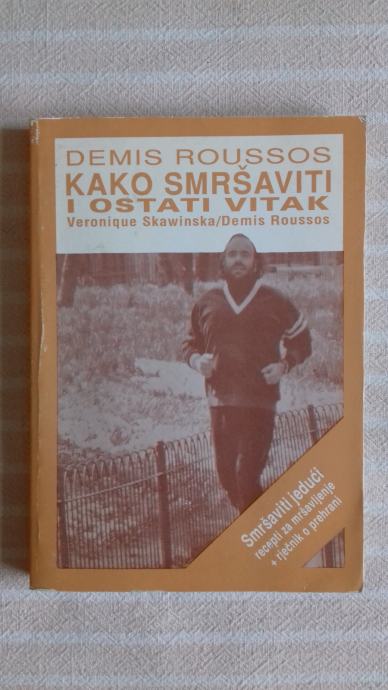 DEMIS ROUSSOS
KAKO SMRŠAVITI
I OSTATI VITAK
Veronique Skawinska/Demis Roussos
Smršaviti jedući
recepti za mršavljenje
+ rječnik o prehrani